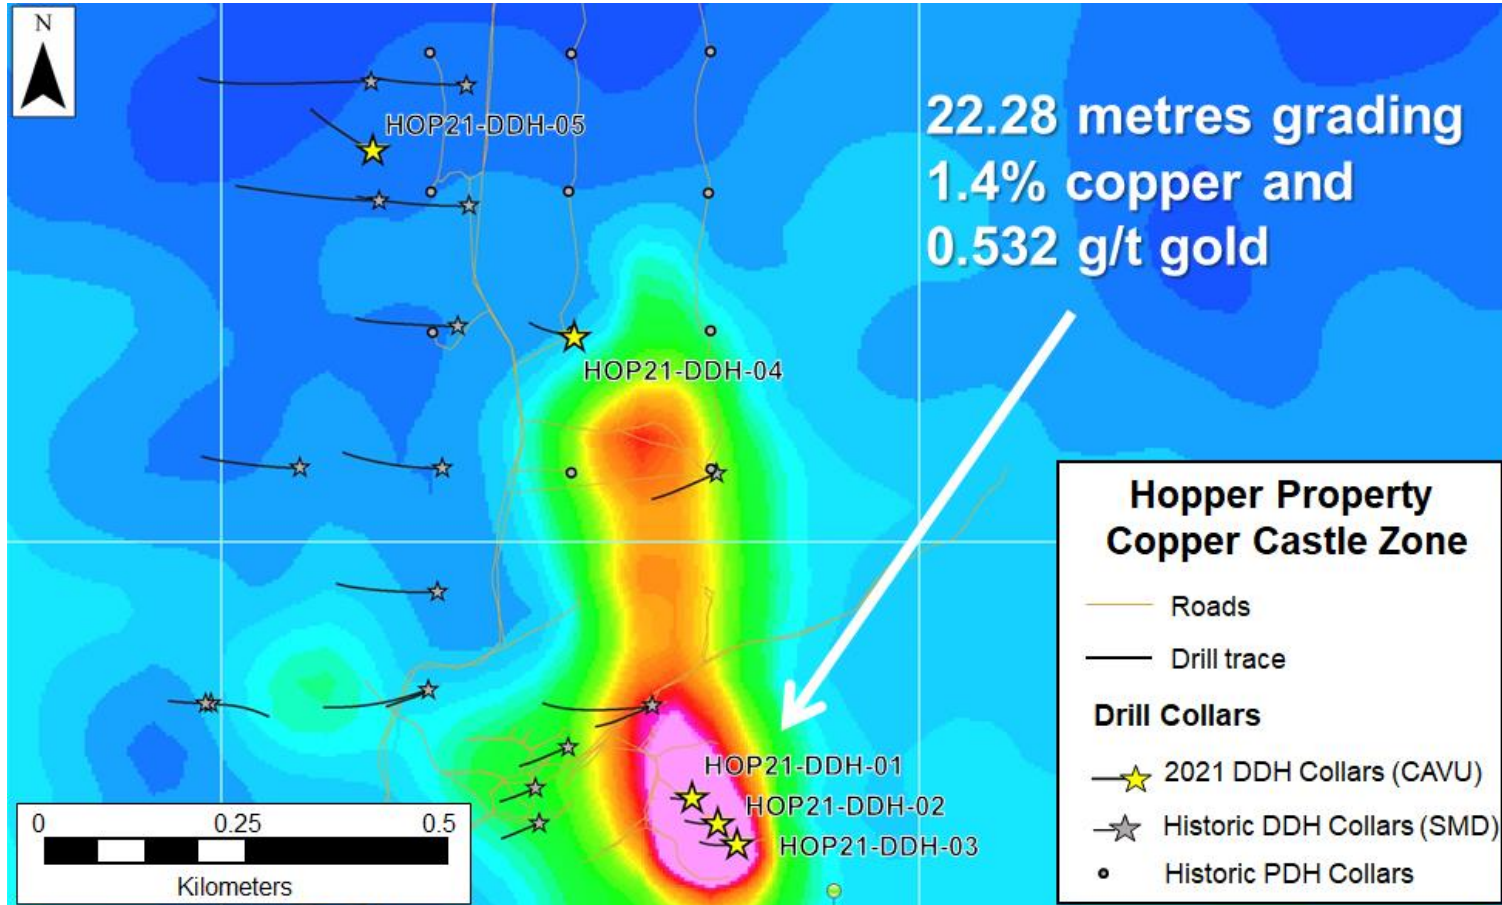 N
HOP21-DDH-05
22.28 metres grading
1.4% copper and
0.532 g/t gold
HOP21-DDH-04
HOP21-DDH-01
HOP21-DDH-02
HOP21-DDH-03
0 0.25 0.5
Kilometers
Hopper Property
Copper Castle Zone
Roads
Drill trace
Drill Collars
2021 DDH Collars (CAVU)
Historic DDH Collars (SMD)
Historic PDH Collars